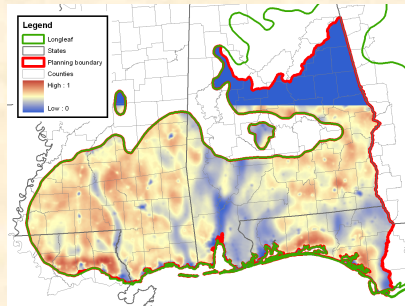 Legend
Longleaf
States
Planning boundary
Counties
High : 1
Low : 0